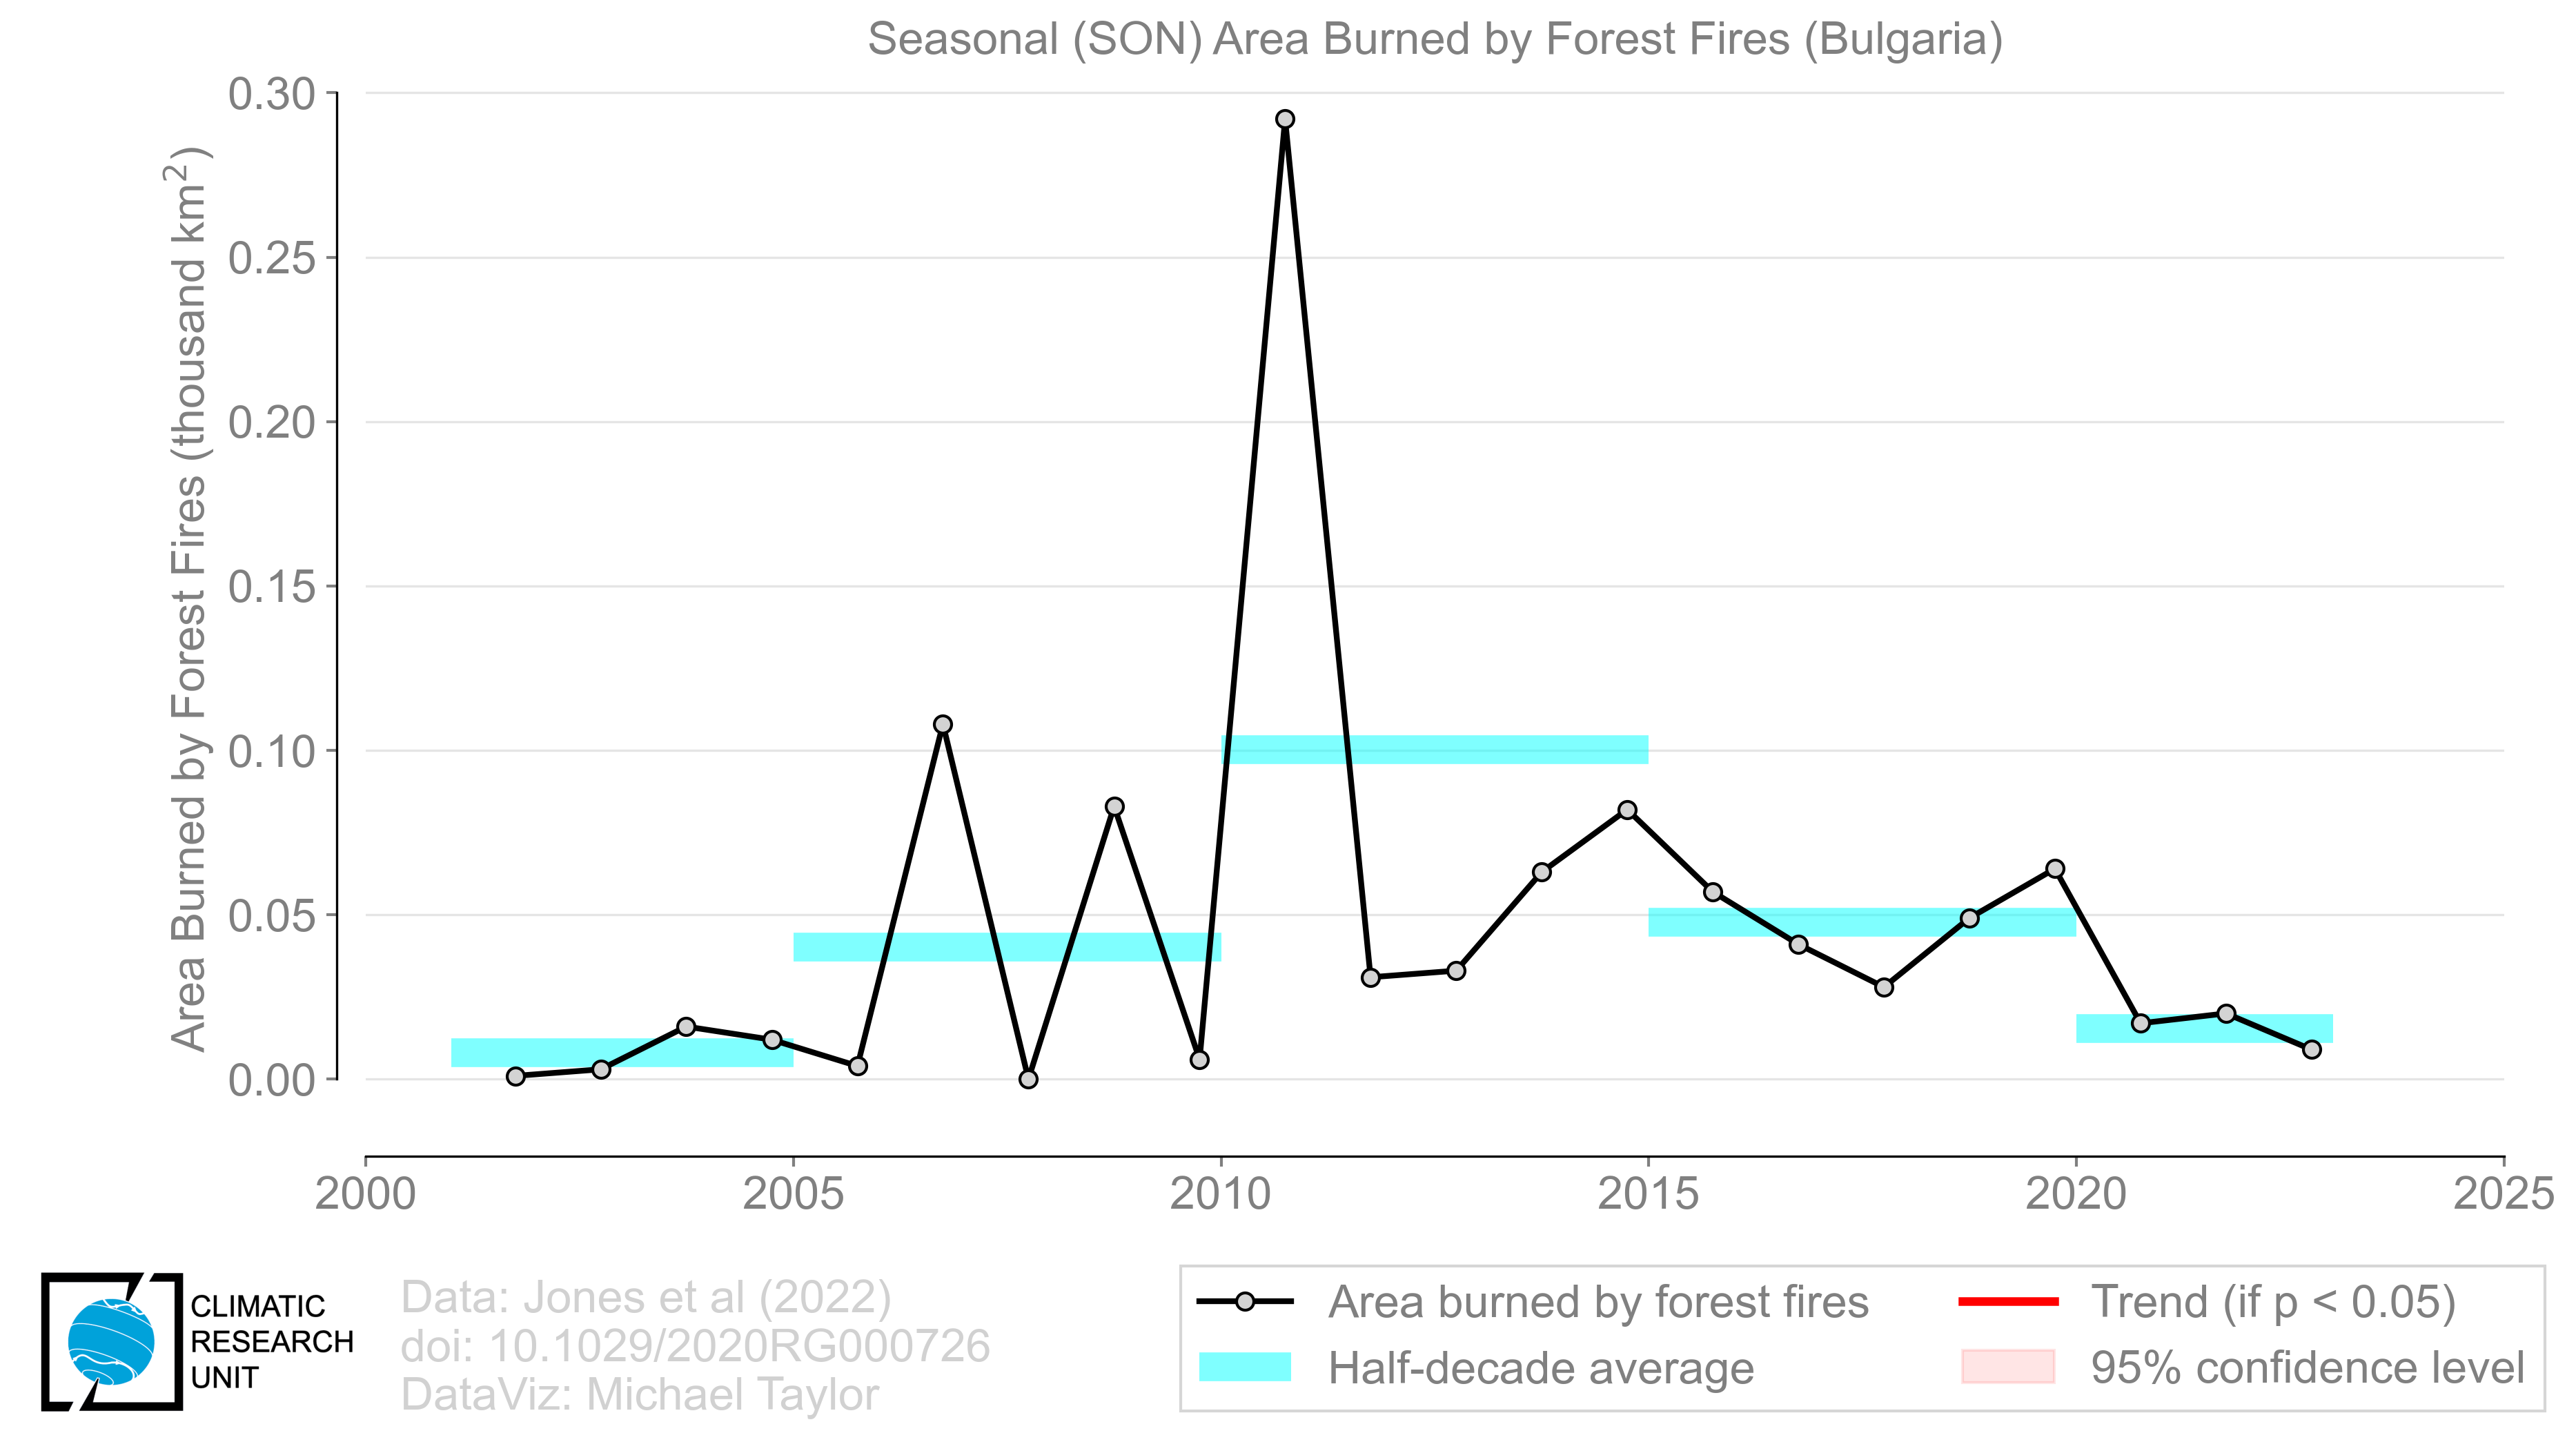 Seasonal (SON) Area Burned by Forest Fires (Bulgaria)
Area Burned by Forest Fires (thousand km²)
0.30
0.25
0.20
0.15
0.10
0.05
0.00
2000 2005 2010 2015 2020 2025
CLIMATIC
RESEARCH
UNIT
Data: Jones et al (2022)
doi: 10.1029/2020RG000726
DataViz: Michael Taylor
Area burned by forest fires
Half-decade average
Trend (if p < 0.05)
95% confidence level